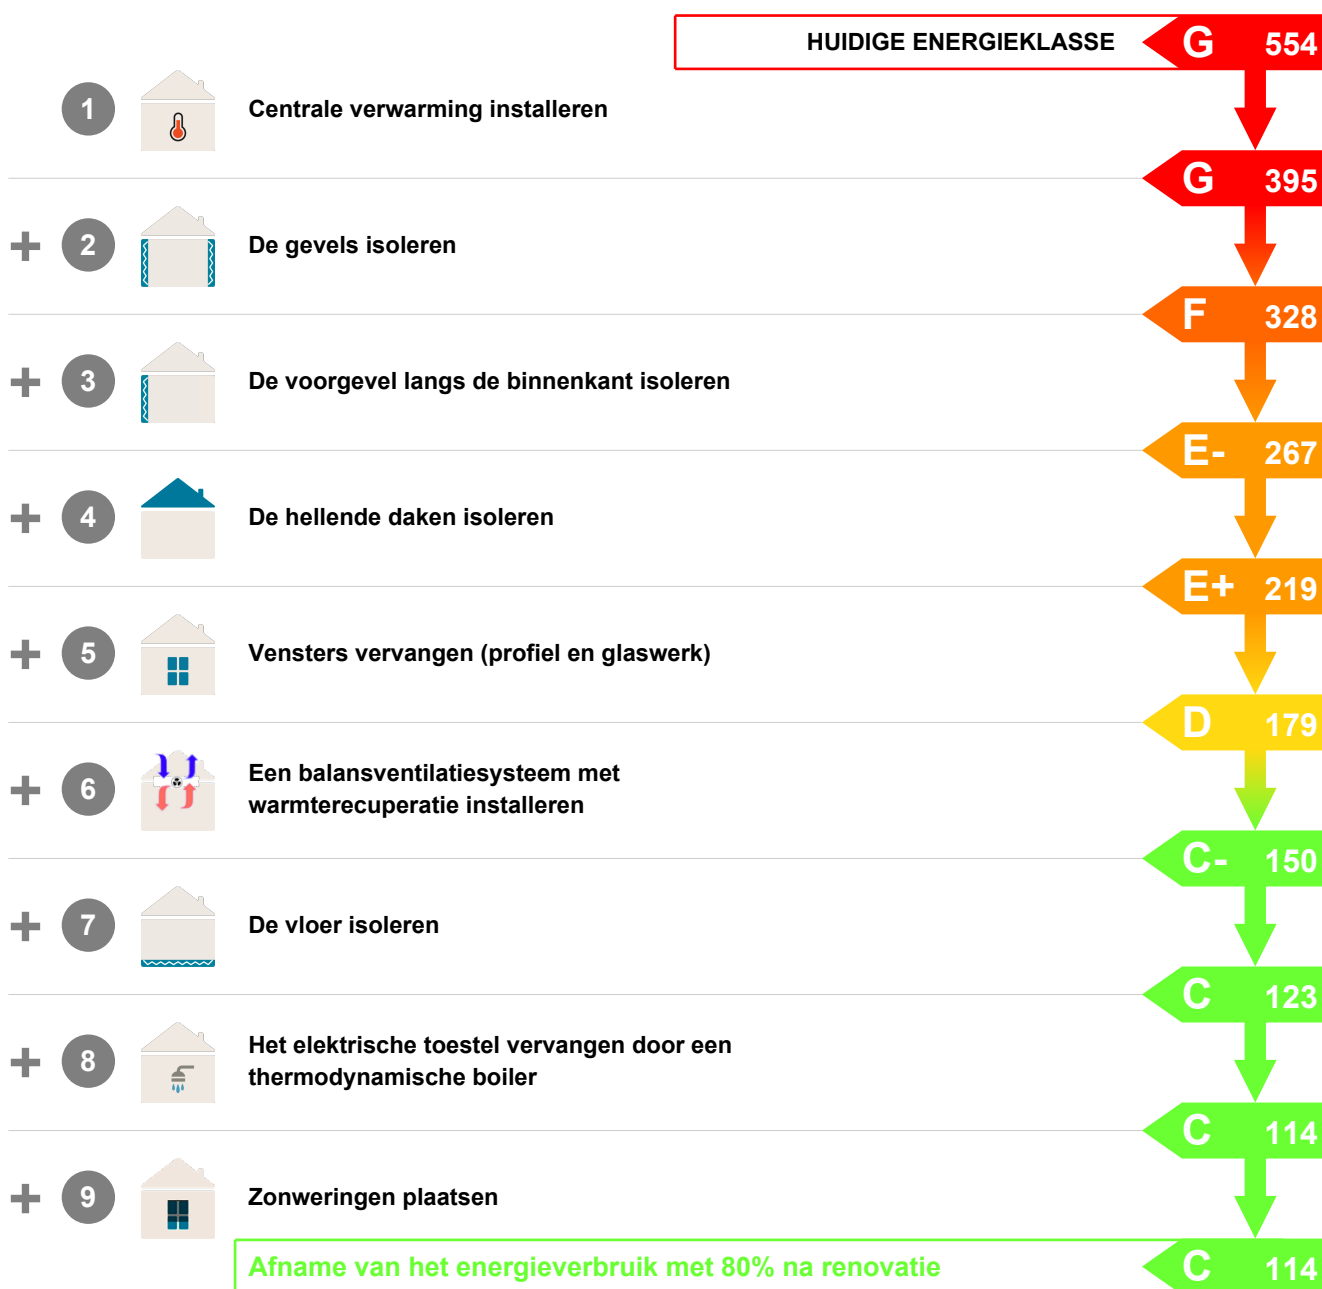 HUIDIGE ENERGIEKLASSE G 554
1 Centrale verwarming installeren
G 395
+ 2 De gevels isoleren
F 328
+ 3 De voorgevel langs de binnenkant isoleren
E- 267
+ 4 De hellende daken isoleren
E+ 219
+ 5 Vensters vervangen (profiel en glaswerk)
D 179
+ 6 Een balansventilatiesysteem met
warmterecuperatie installeren
C- 150
+ 7 De vloer isoleren
C 123
+ 8 Het elektrische toestel vervangen door een
thermodynamische boiler
C 114
+ 9 Zonweringen plaatsen
Afname van het energieverbruik met 80% na renovatie C 114